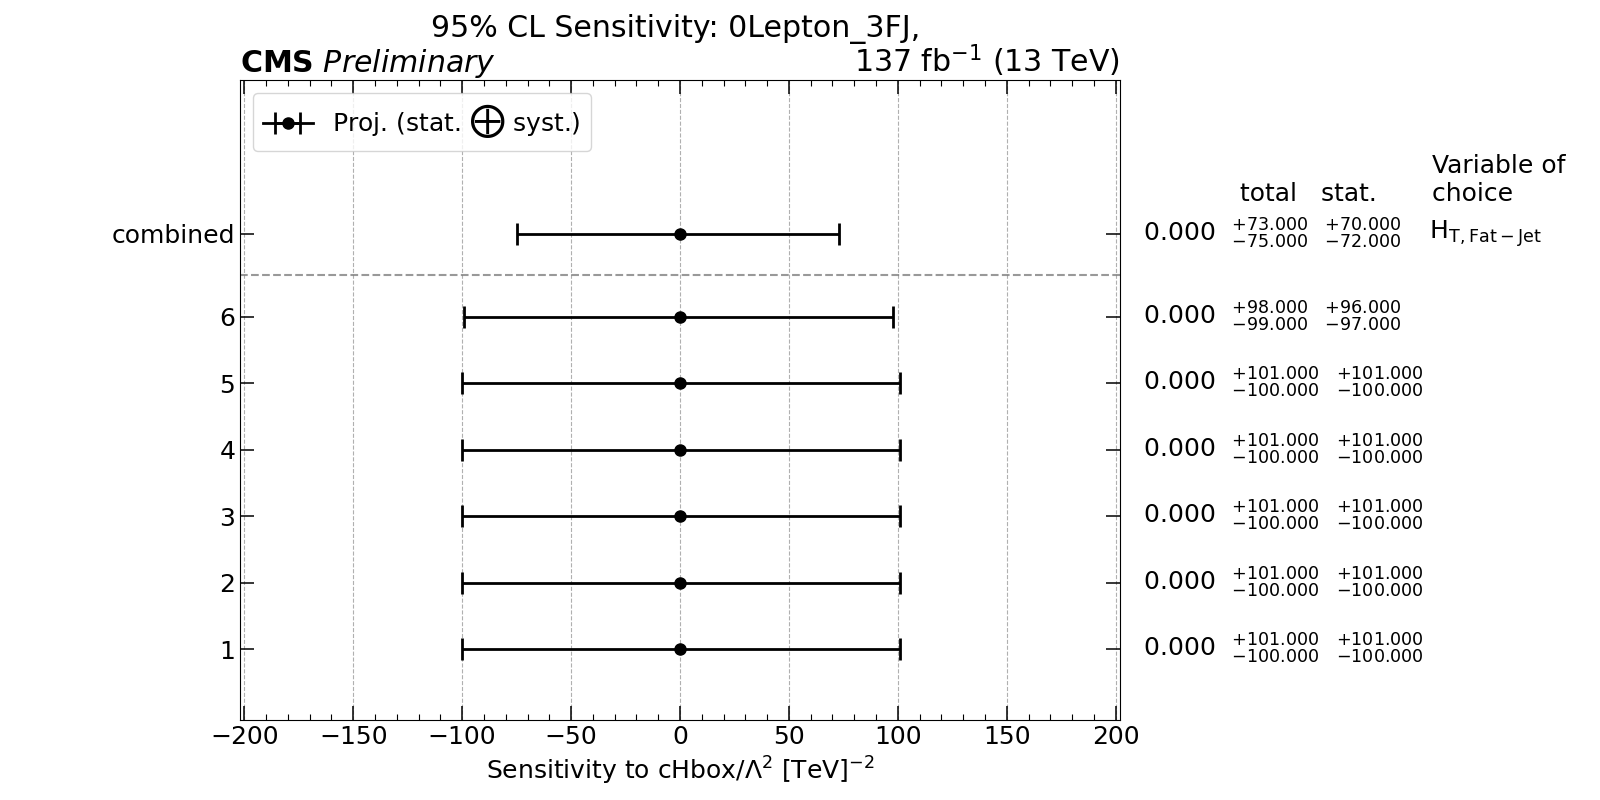 95% CL Sensitivity: 0Lepton_3FJ,
CMS Preliminary 137 fb⁻¹ (13 TeV)
Proj. (stat. ⊕ syst.)
Variable of
total stat. choice
combined 0.000 +73.000 −75.000 +70.000 −72.000 H_T, Fat−Jet
6 0.000 +98.000 −99.000 +96.000 −97.000
5 0.000 +101.000 −100.000 +101.000 −100.000
4 0.000 +101.000 −100.000 +101.000 −100.000
3 0.000 +101.000 −100.000 +101.000 −100.000
2 0.000 +101.000 −100.000 +101.000 −100.000
1 0.000 +101.000 −100.000 +101.000 −100.000
−200 −150 −100 −50 0 50 100 150 200
Sensitivity to cHbox/Λ² [TeV]⁻²